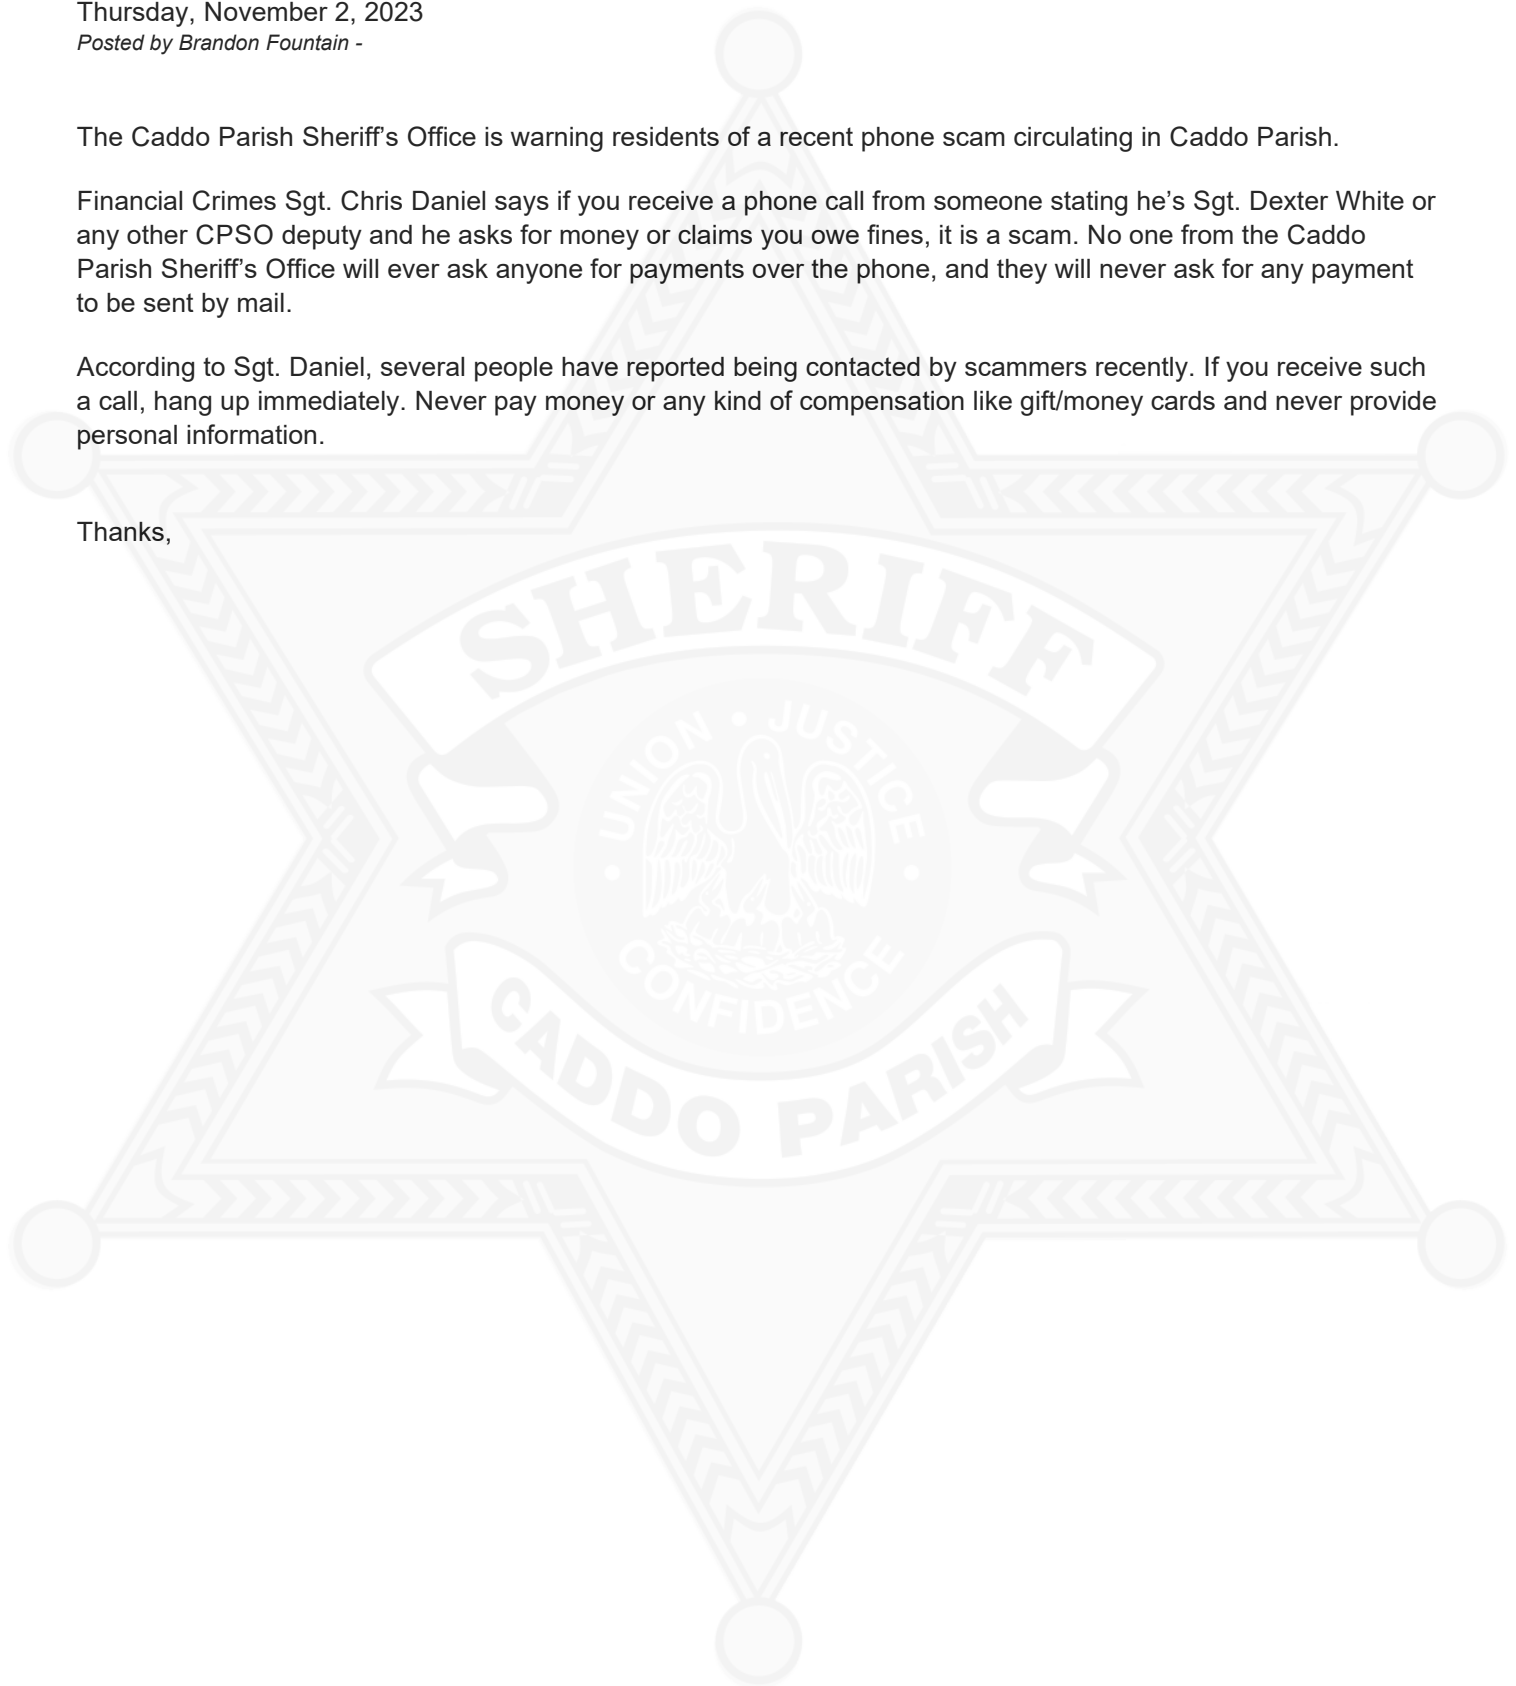 Thursday, November 2, 2023
Posted by Brandon Fountain -
The Caddo Parish Sheriff’s Office is warning residents of a recent phone scam circulating in Caddo Parish.
Financial Crimes Sgt. Chris Daniel says if you receive a phone call from someone stating he’s Sgt. Dexter White or
any other CPSO deputy and he asks for money or claims you owe fines, it is a scam. No one from the Caddo
Parish Sheriff’s Office will ever ask anyone for payments over the phone, and they will never ask for any payment
to be sent by mail.
According to Sgt. Daniel, several people have reported being contacted by scammers recently. If you receive such
a call, hang up immediately. Never pay money or any kind of compensation like gift/money cards and never provide
personal information.
Thanks,
SHERIFF
UNION • JUSTICE
• CONFIDENCE •
CADDO PARISH